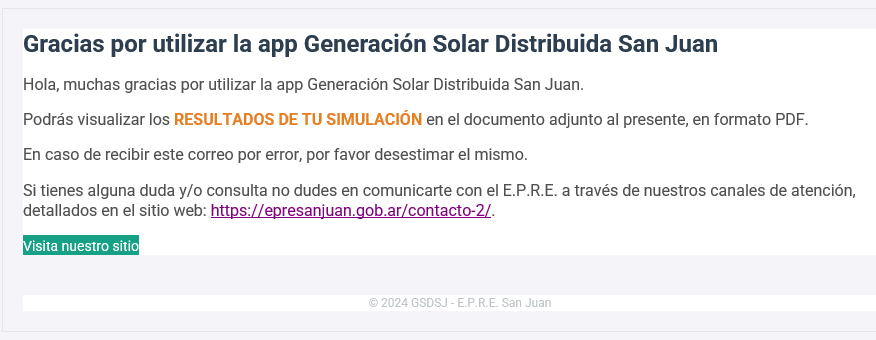 Gracias por utilizar la app Generación Solar Distribuida San Juan
Hola, muchas gracias por utilizar la app Generación Solar Distribuida San Juan.
Podrás visualizar los RESULTADOS DE TU SIMULACIÓN en el documento adjunto al presente, en formato PDF.
En caso de recibir este correo por error, por favor desestimar el mismo.
Si tienes alguna duda y/o consulta no dudes en comunicarte con el E.P.R.E. a través de nuestros canales de atención,
detallados en el sitio web: https://epresanjuan.gob.ar/contacto-2/.
Visita nuestro sitio
© 2024 GSDSJ - E.P.R.E. San Juan